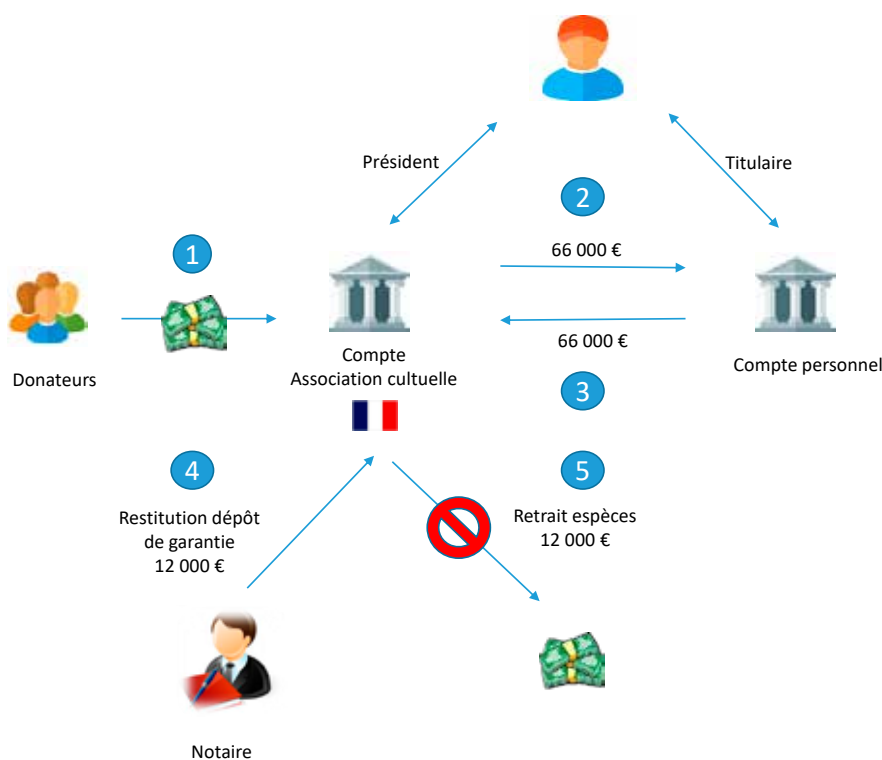 Président
Titulaire
2
1
66 000 €
66 000 €
Donateurs
Compte
Association cultuelle
Compte personnel
3
4
5
Restitution dépôt
de garantie
12 000 €
Retrait espèces
12 000 €
Notaire